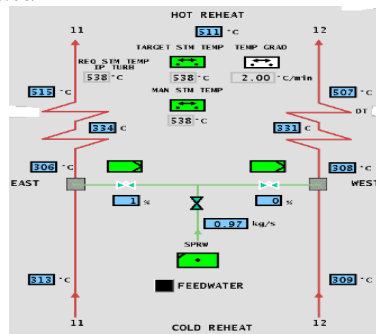 HOT REHEAT
11 511 °C 12
TARGET STM TEMP TEMP GRAD
REQ STM TEMP
IP TURB
538 °C 538 °C 2.00 °C/min
515 °C MAN STM TEMP 507 °C
538 °C DT
334 C 331 C
306 °C 308 °C
EAST WEST
1 % 0 %
0.97 kg/s
SPRW
313 °C 309 °C
FEEDWATER
11 12
COLD REHEAT